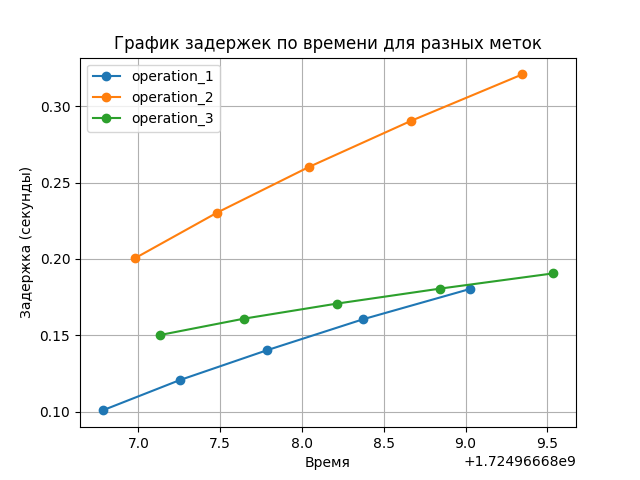 График задержек по времени для разных меток
operation_1
operation_2
operation_3
Задержка (секунды)
0.30
0.25
0.20
0.15
0.10
7.0 7.5 8.0 8.5 9.0 9.5
Время
+1.72496668e9